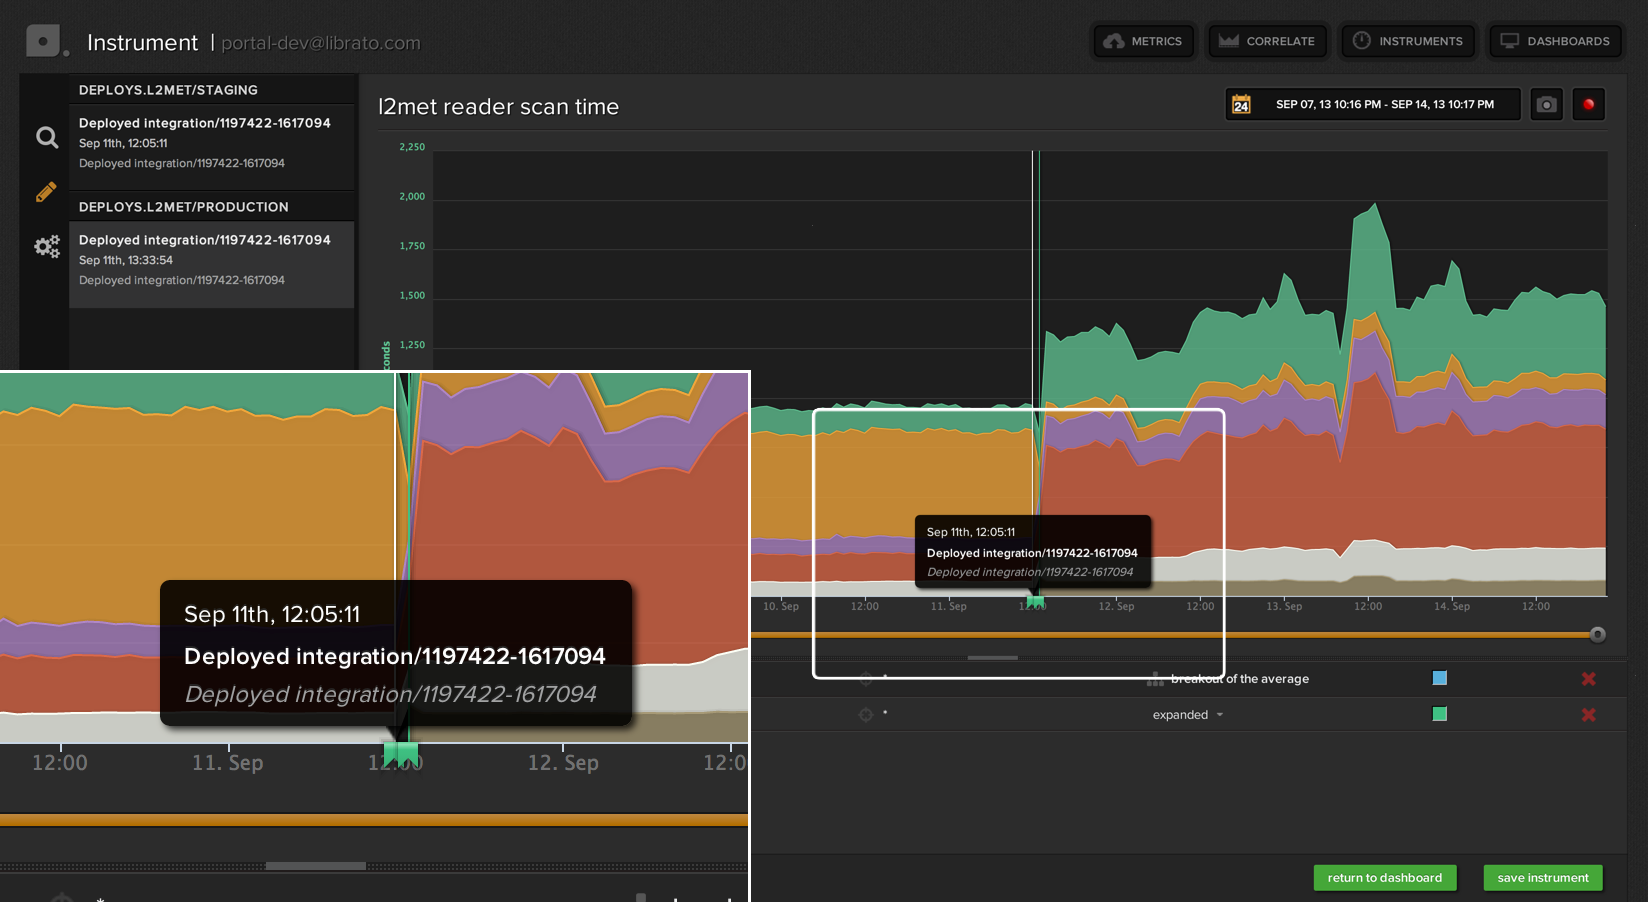 Instrument | portal-dev@librato.com
METRICS
CORRELATE
INSTRUMENTS
DASHBOARDS
DEPLOYS.L2MET/STAGING
Deployed integration/1197422-1617094
Sep 11th, 12:05:11
Deployed integration/1197422-1617094
DEPLOYS.L2MET/PRODUCTION
Deployed integration/1197422-1617094
Sep 11th, 13:33:54
Deployed integration/1197422-1617094
l2met reader scan time
24
SEP 07, 13 10:16 PM - SEP 14, 13 10:17 PM
2,250
2,000
1,750
1,500
1,250
conds
Sep 11th, 12:05:11
Deployed integration/1197422-1617094
Deployed integration/1197422-1617094
10. Sep
12:00
11. Sep
12:00
12. Sep
12:00
13. Sep
12:00
14. Sep
12:00
Sep 11th, 12:05:11
Deployed integration/1197422-1617094
Deployed integration/1197422-1617094
12:00
11. Sep
12:00
12. Sep
12:0
* breakout of the average
* expanded
*
return to dashboard
save instrument